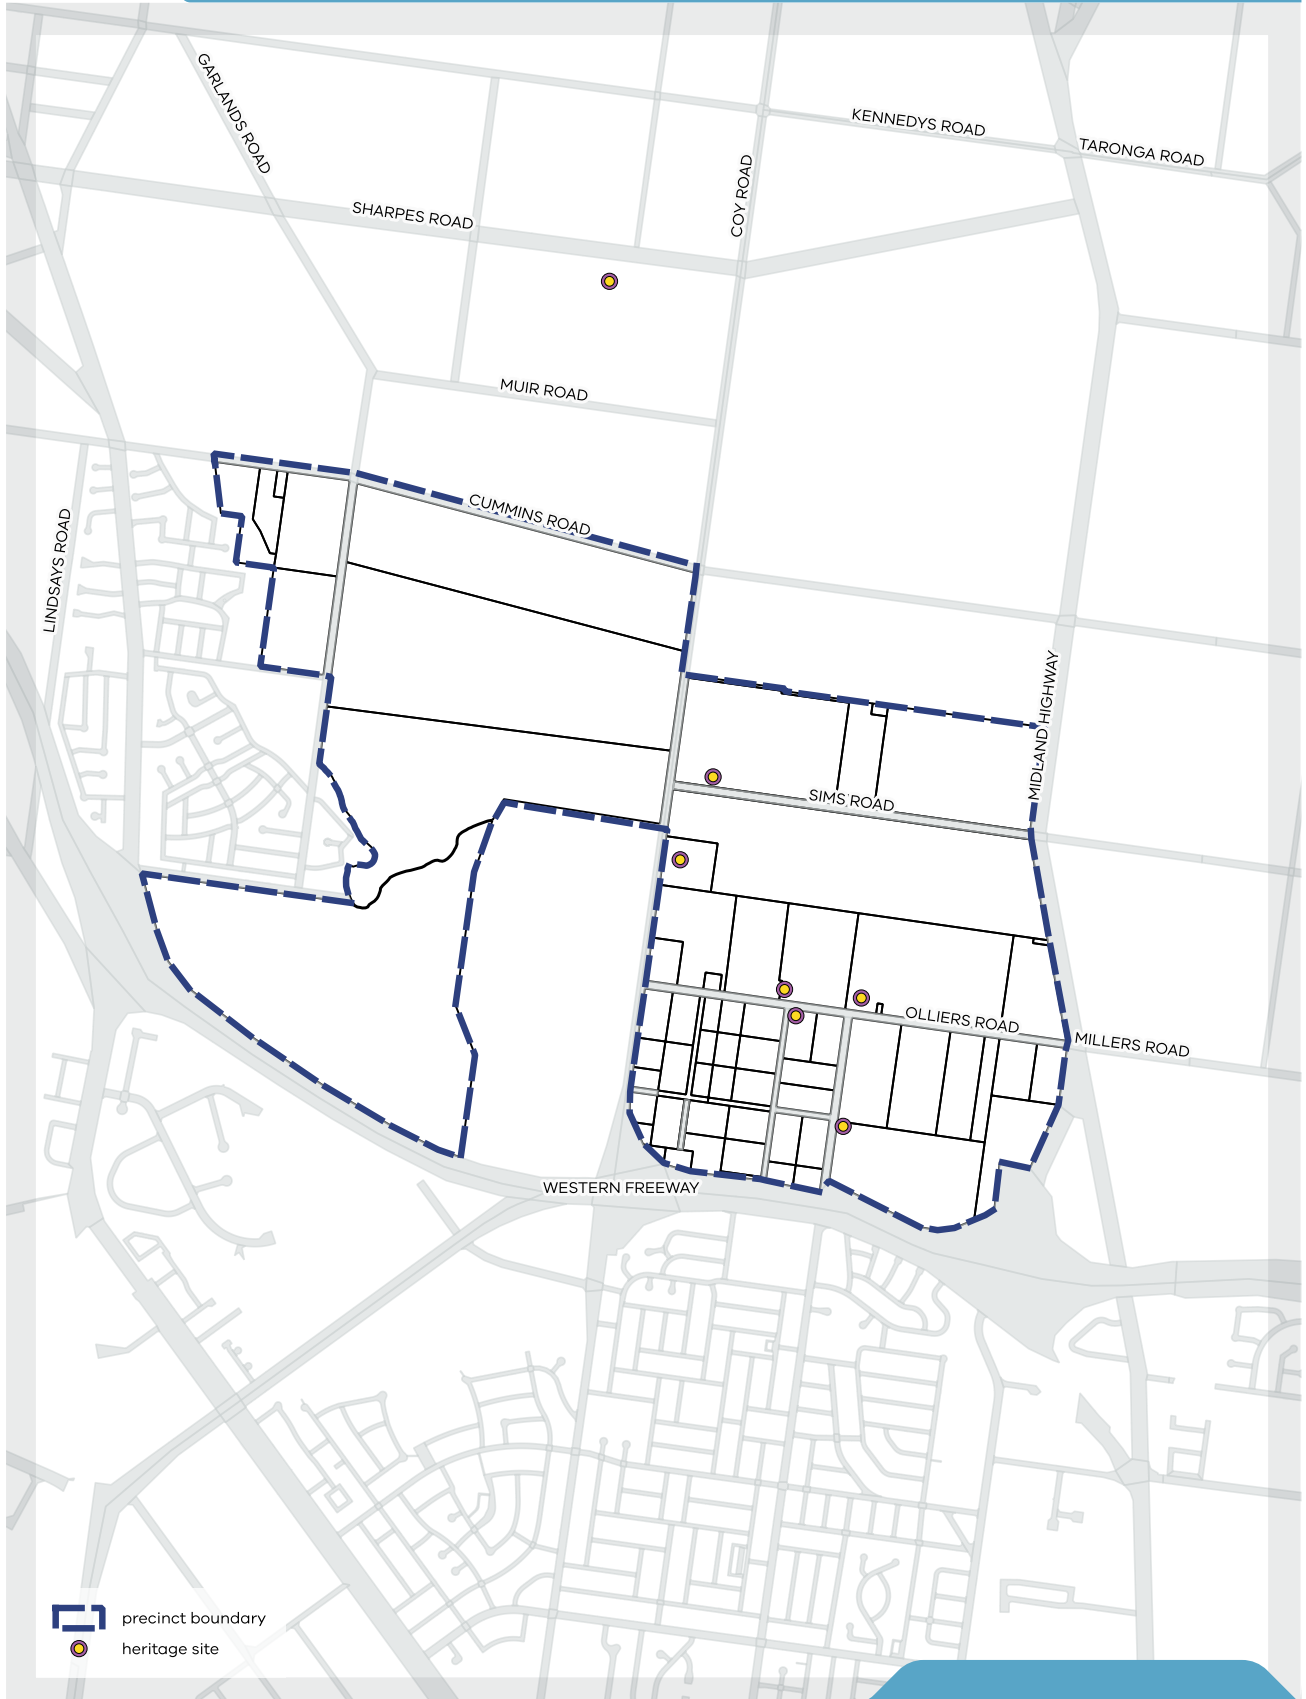 GARLANDS ROAD
KENNEDYS ROAD
TARONGA ROAD
COY ROAD
SHARPES ROAD
MUIR ROAD
CUMMINS ROAD
LINDSAYS ROAD
MIDLAND HIGHWAY
SIMS ROAD
OLLIERS ROAD
MILLERS ROAD
WESTERN FREEWAY
precinct boundary
heritage site